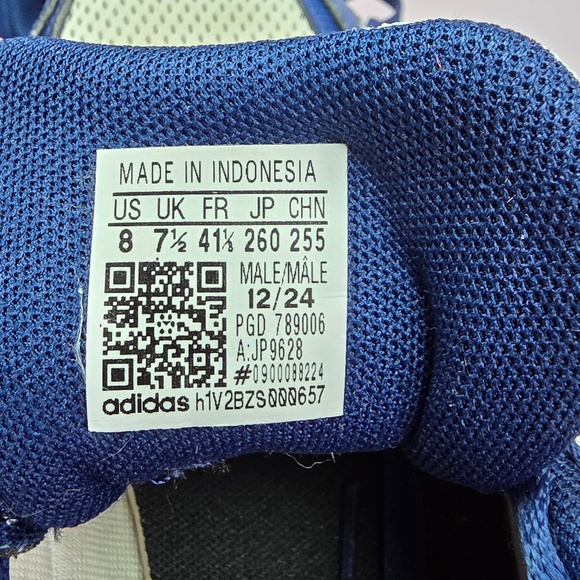 MADE IN INDONESIA
US UK FR JP CHN
8 7½ 41⅓ 260 255
MALE/MÂLE
12/24
PGD 789006
A:JP9628
#0900088224
adidas h1V2BZS000657